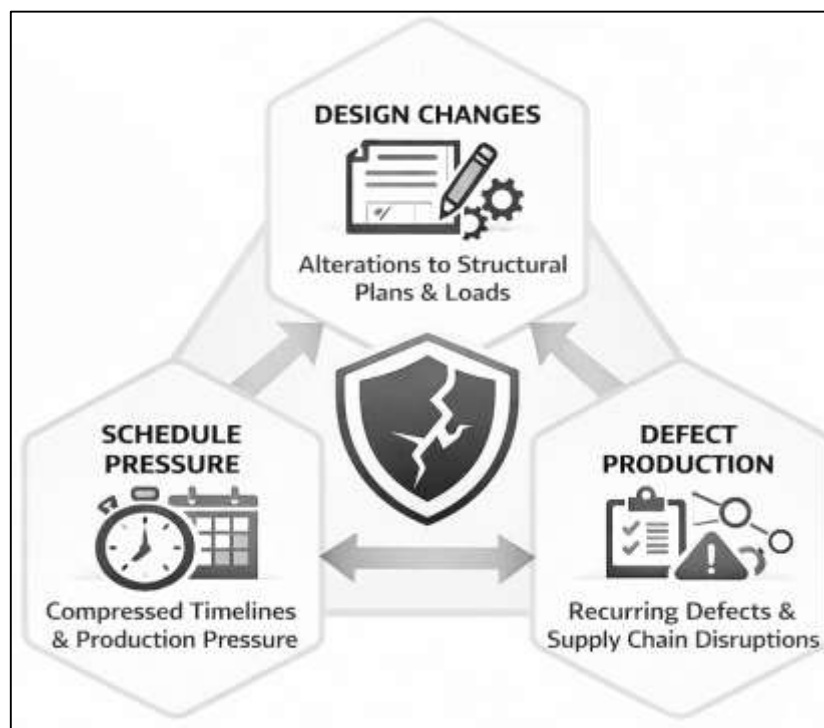 DESIGN CHANGES
Alterations to Structural
Plans & Loads
SCHEDULE
PRESSURE
Compressed Timelines
& Production Pressure
DEFECT
PRODUCTION
Recurring Defects &
Supply Chain Disruptions